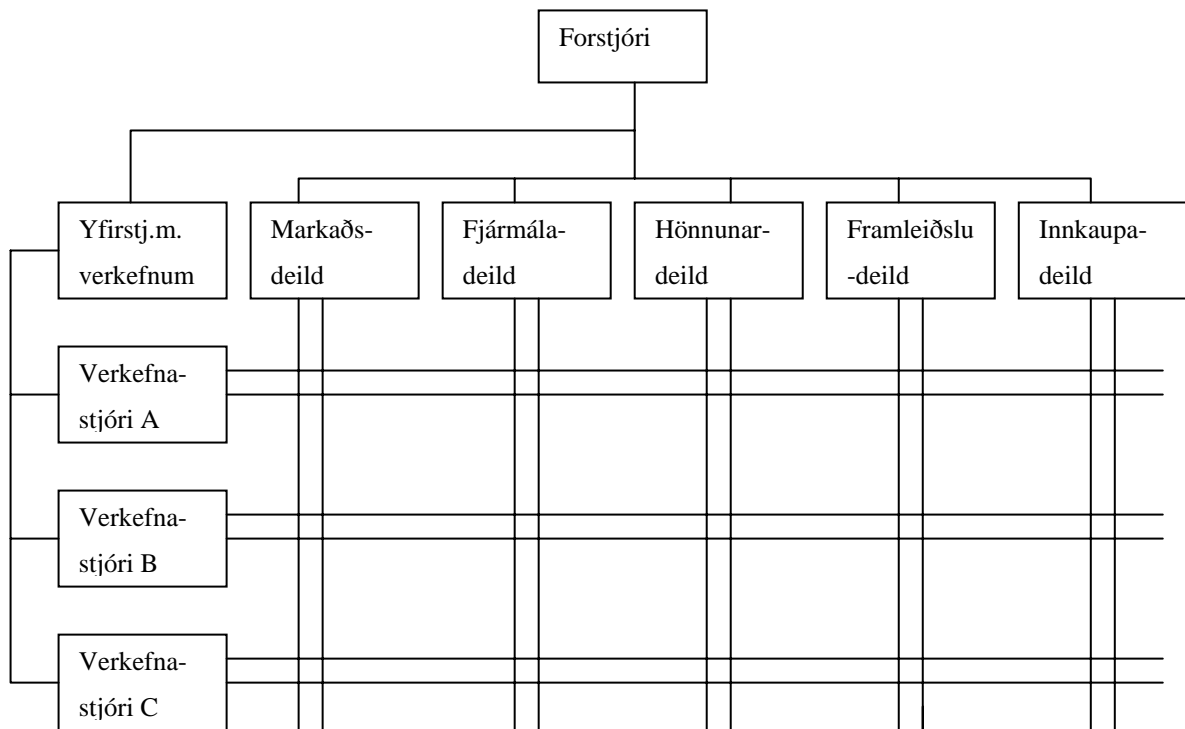 Forstjóri
Yfirstj.m.
verkefnum
Markaðs-
deild
Fjármála-
deild
Hönnunar-
deild
Framleiðslu
-deild
Innkaupa-
deild
Verkefna-
stjóri A
Verkefna-
stjóri B
Verkefna-
stjóri C